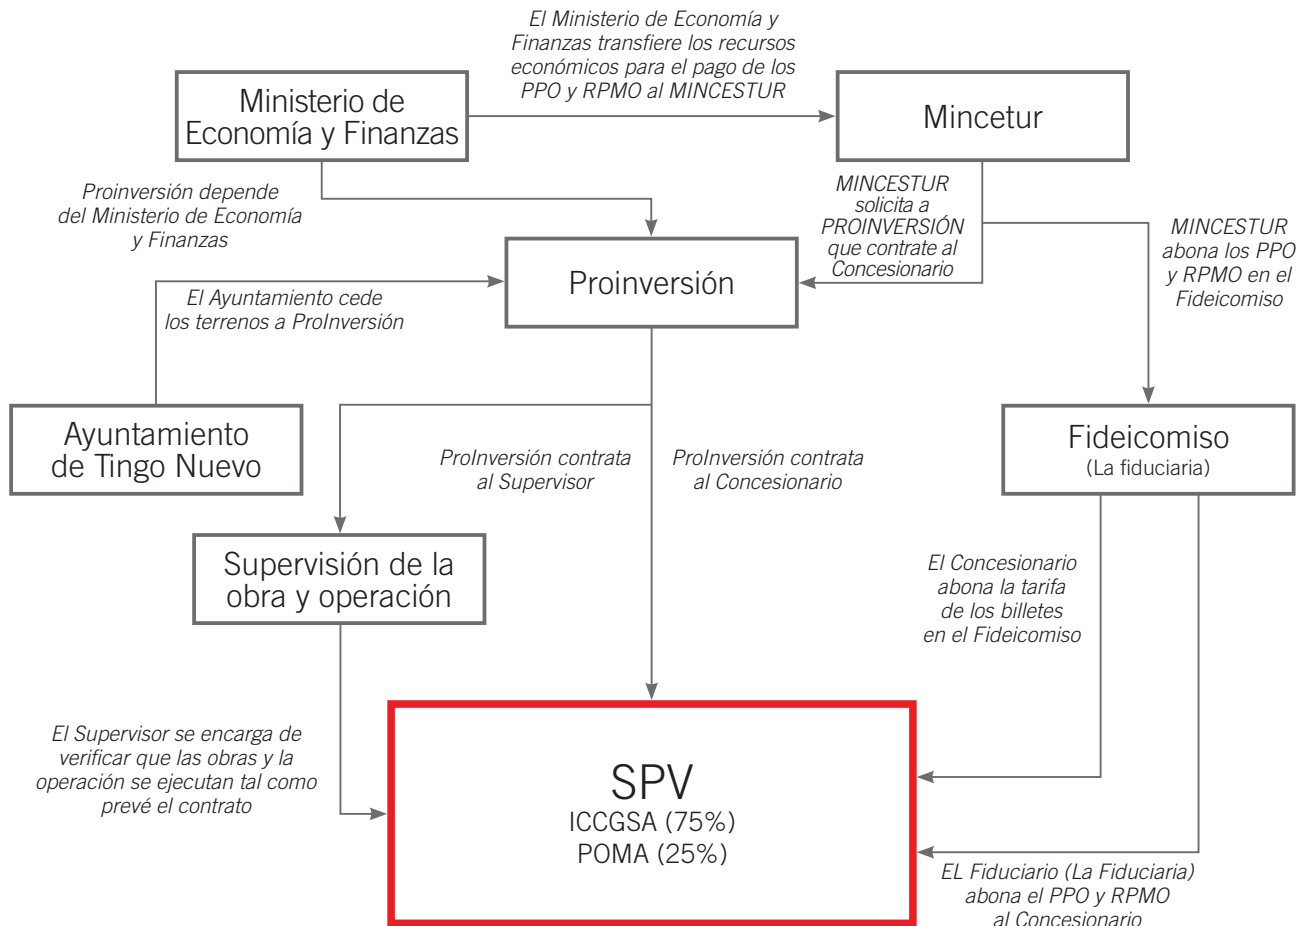 El Ministerio de Economía y
Finanzas transfiere los recursos
económicos para el pago de los
PPO y RPMO al MINCESTUR
Ministerio de
Economía y Finanzas
Mincetur
Proinversión depende
del Ministerio de Economía
y Finanzas
MINCESTUR
solicita a
PROINVERSIÓN
que contrate al
Concesionario
MINCESTUR
abona los PPO
y RPMO en el
Fideicomiso
Proinversión
El Ayuntamiento cede
los terrenos a ProInversión
Ayuntamiento
de Tingo Nuevo
Fideicomiso
(La fiduciaria)
ProInversión contrata
al Supervisor
ProInversión contrata
al Concesionario
Supervisión de la
obra y operación
El Concesionario
abona la tarifa
de los billetes
en el Fideicomiso
El Supervisor se encarga de
verificar que las obras y la
operación se ejecutan tal como
prevé el contrato
SPV
ICCGSA (75%)
POMA (25%)
EL Fiduciario (La Fiduciaria)
abona el PPO y RPMO
al Concesionario